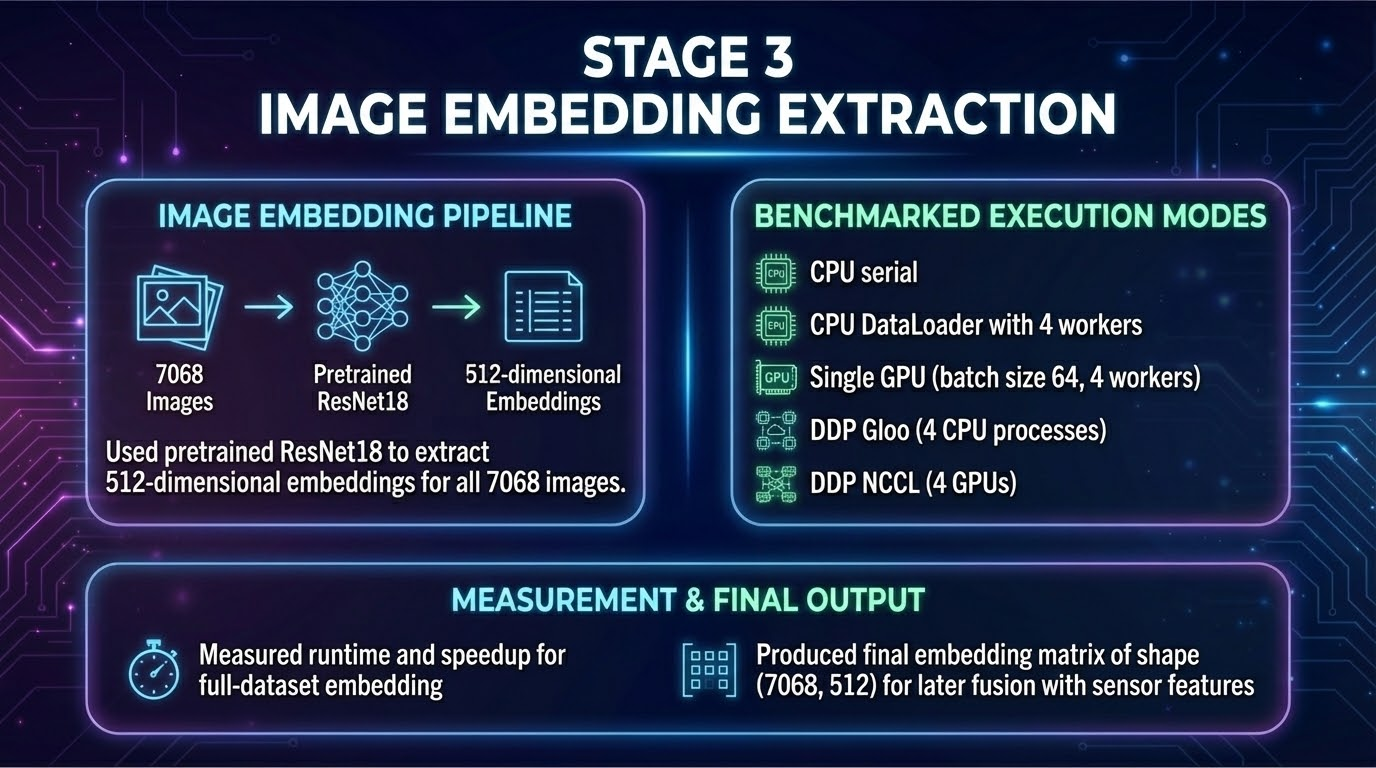 STAGE 3
IMAGE EMBEDDING EXTRACTION
IMAGE EMBEDDING PIPELINE
7068
Images
Pretrained
ResNet18
512-dimensional
Embeddings
Used pretrained ResNet18 to extract
512-dimensional embeddings for all 7068 images.
BENCHMARKED EXECUTION MODES
CPU
CPU serial
EPU
CPU DataLoader with 4 workers
GPU
Single GPU (batch size 64, 4 workers)
DDP Gloo (4 CPU processes)
DDP NCCL (4 GPUs)
MEASUREMENT & FINAL OUTPUT
Measured runtime and speedup for
full-dataset embedding
Produced final embedding matrix of shape
(7068, 512) for later fusion with sensor features